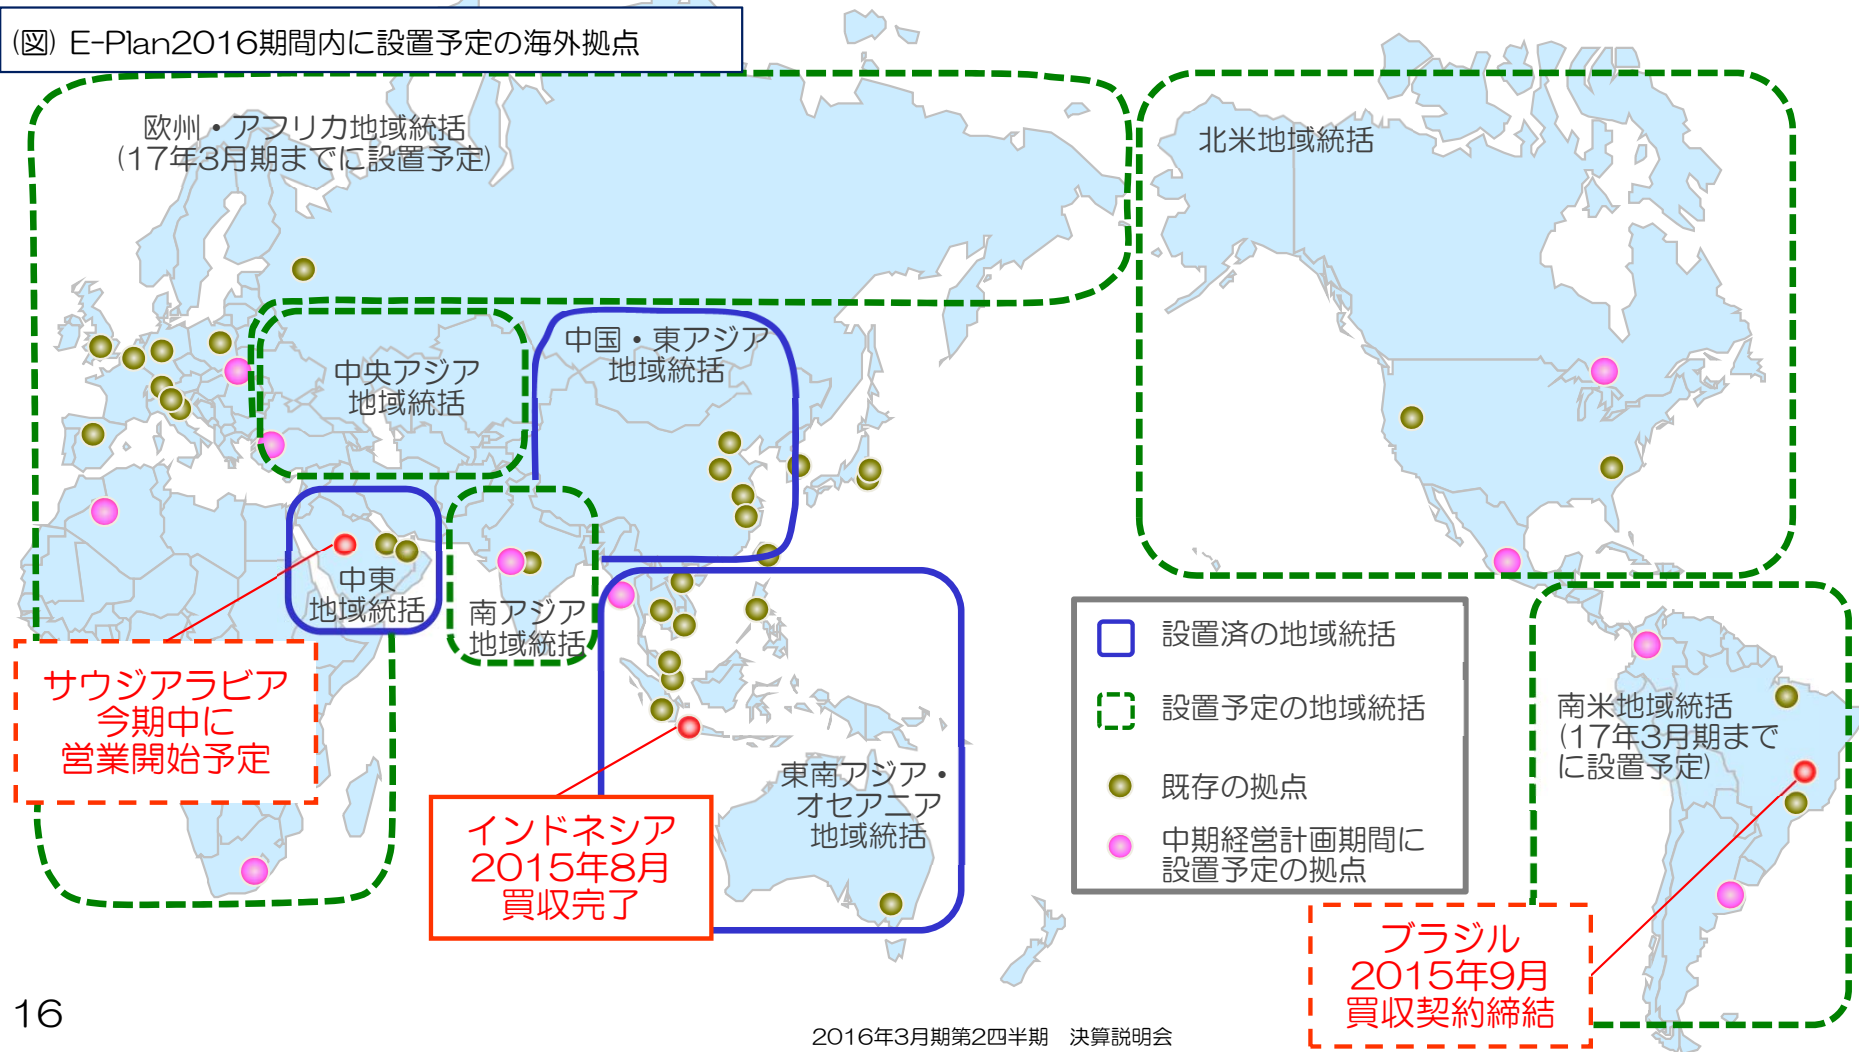 (図) E-Plan2016期間内に設置予定の海外拠点
欧州・アフリカ地域統括
(17年3月期までに設置予定)
北米地域統括
中央アジア
地域統括
中国・東アジア
地域統括
中東
地域統括
南アジア
地域統括
サウジアラビア
今期中に
営業開始予定
インドネシア
2015年8月
買収完了
東南アジア・
オセアニア
地域統括
設置済の地域統括
設置予定の地域統括
既存の拠点
中期経営計画期間に
設置予定の拠点
南米地域統括
(17年3月期まで
に設置予定)
ブラジル
2015年9月
買収契約締結
16
2016年3月期第2四半期 決算説明会